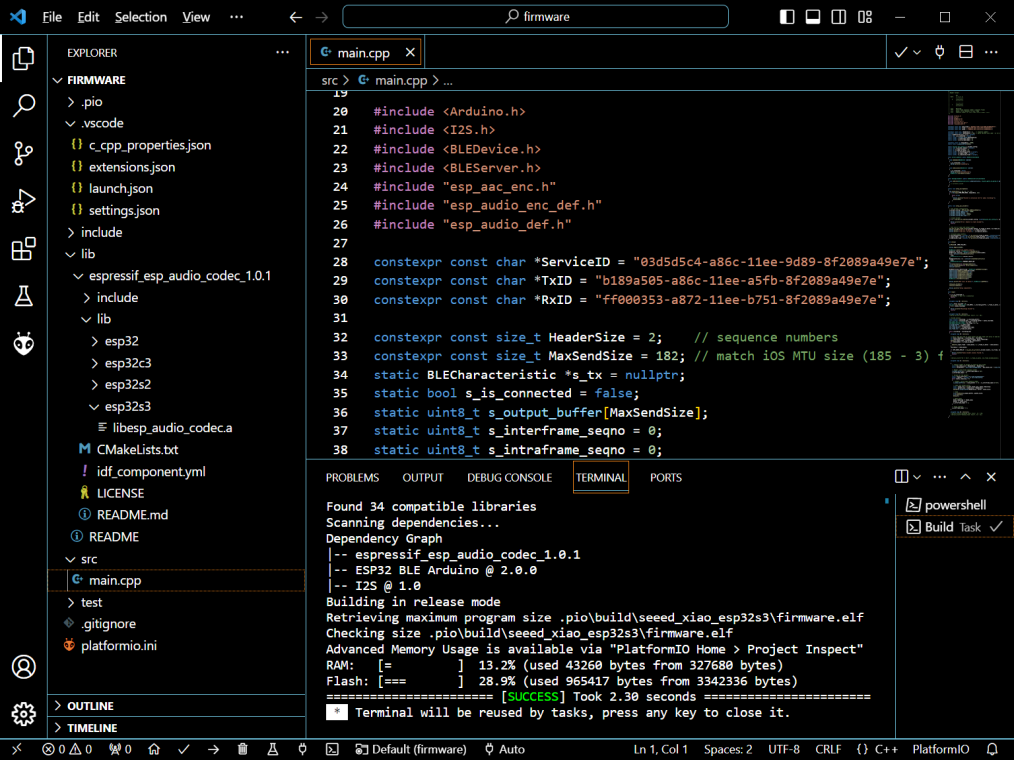 File Edit Selection View ··· firmware
EXPLORER ···
FIRMWARE
.pio
.vscode
{} c_cpp_properties.json
{} extensions.json
{} launch.json
{} settings.json
include
lib
espressif_esp_audio_codec_1.0.1
include
lib
esp32
esp32c3
esp32s2
esp32s3
libesp_audio_codec.a
M CMakeLists.txt
! idf_component.yml
LICENSE
README.md
README
src
main.cpp
test
.gitignore
platformio.ini
OUTLINE
TIMELINE
main.cpp
src > main.cpp > ...
19
20 #include <Arduino.h>
21 #include <I2S.h>
22 #include <BLEDevice.h>
23 #include <BLEServer.h>
24 #include "esp_aac_enc.h"
25 #include "esp_audio_enc_def.h"
26 #include "esp_audio_def.h"
27
28 constexpr const char *ServiceID = "03d5d5c4-a86c-11ee-9d89-8f2089a49e7e";
29 constexpr const char *TxID = "b189a505-a86c-11ee-a5fb-8f2089a49e7e";
30 constexpr const char *RxID = "ff000353-a872-11ee-b751-8f2089a49e7e";
31
32 constexpr const size_t HeaderSize = 2; // sequence numbers
33 constexpr const size_t MaxSendSize = 182; // match iOS MTU size (185 - 3) f
34 static BLECharacteristic *s_tx = nullptr;
35 static bool s_is_connected = false;
36 static uint8_t s_output_buffer[MaxSendSize];
37 static uint8_t s_interframe_seqno = 0;
38 static uint8_t s_intraframe_seqno = 0;
PROBLEMS OUTPUT DEBUG CONSOLE TERMINAL PORTS
Found 34 compatible libraries
Scanning dependencies...
Dependency Graph
|-- espressif_esp_audio_codec_1.0.1
|-- ESP32 BLE Arduino @ 2.0.0
|-- I2S @ 1.0
Building in release mode
Retrieving maximum program size .pio\build\seeed_xiao_esp32s3\firmware.elf
Checking size .pio\build\seeed_xiao_esp32s3\firmware.elf
Advanced Memory Usage is available via "PlatformIO Home > Project Inspect"
RAM: [= ] 13.2% (used 43260 bytes from 327680 bytes)
Flash: [=== ] 28.9% (used 965417 bytes from 3342336 bytes)
======================= [SUCCESS] Took 2.30 seconds =======================
* Terminal will be reused by tasks, press any key to close it.
powershell
Build Task
0 0 0 Default (firmware) Auto Ln 1, Col 1 Spaces: 2 UTF-8 CRLF {} C++ PlatformIO